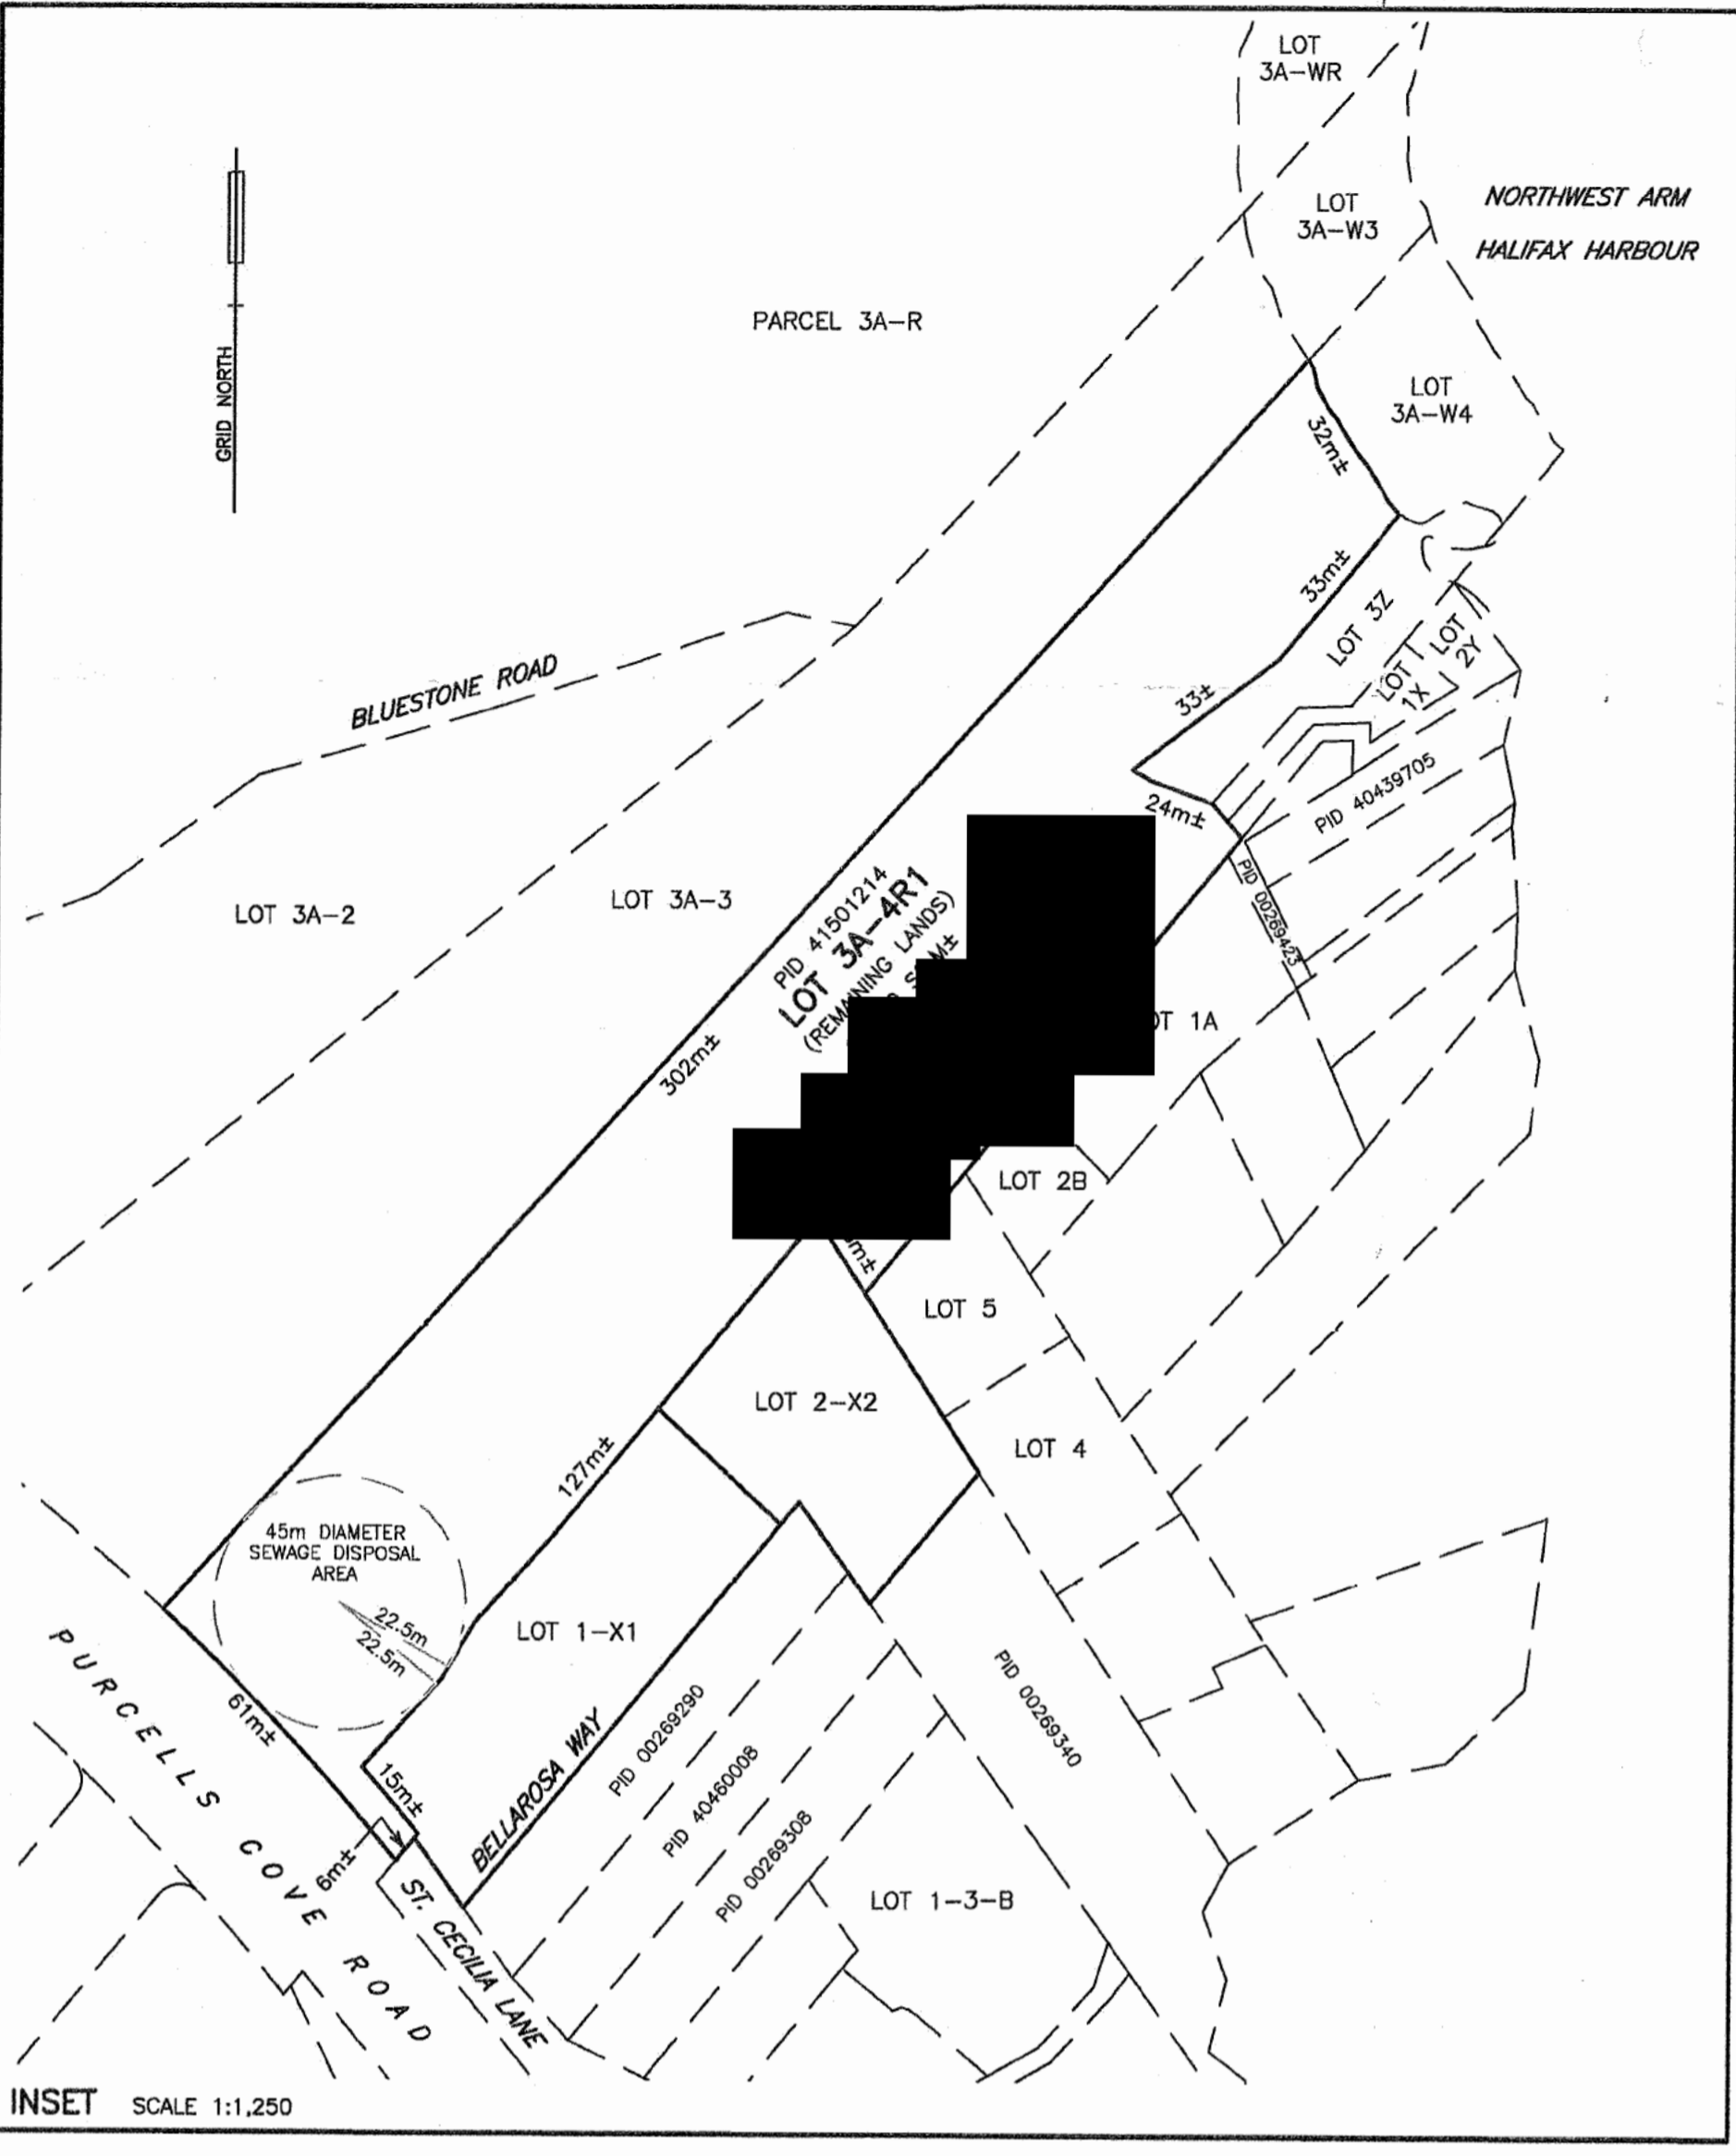 LOT
3A-WR
LOT
3A-W3
NORTHWEST ARM
HALIFAX HARBOUR
GRID NORTH
PARCEL 3A-R
LOT
3A-W4
32m±
33m±
LOT 3Z
LOT
2Y
LOT
1X
BLUESTONE ROAD
33±
24m±
PID 40439705
PID 00269423
LOT 3A-2
LOT 3A-3
PID 41501214
LOT 3A-4R1
(REMAINING LANDS)
M±
302m±
1A
LOT 2B
m±
LOT 5
LOT 2-X2
LOT 4
127m±
45m DIAMETER
SEWAGE DISPOSAL
AREA
22.5m
22.5m
LOT 1-X1
PURCELLS COVE ROAD
61m±
15m±
6m±
BELLAROSA WAY
PID 00269290
PID 40460008
PID 00269308
PID 00269340
ST. CECILIA LANE
LOT 1-3-B
INSET SCALE 1:1,250